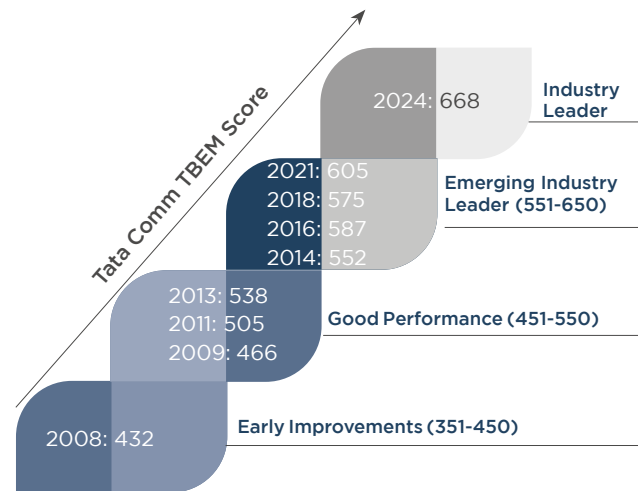 Tata Comm TBEM Score
2024: 668
Industry
Leader
2021: 605
2018: 575
2016: 587
2014: 552
Emerging Industry
Leader (551-650)
2013: 538
2011: 505
2009: 466
Good Performance (451-550)
2008: 432
Early Improvements (351-450)